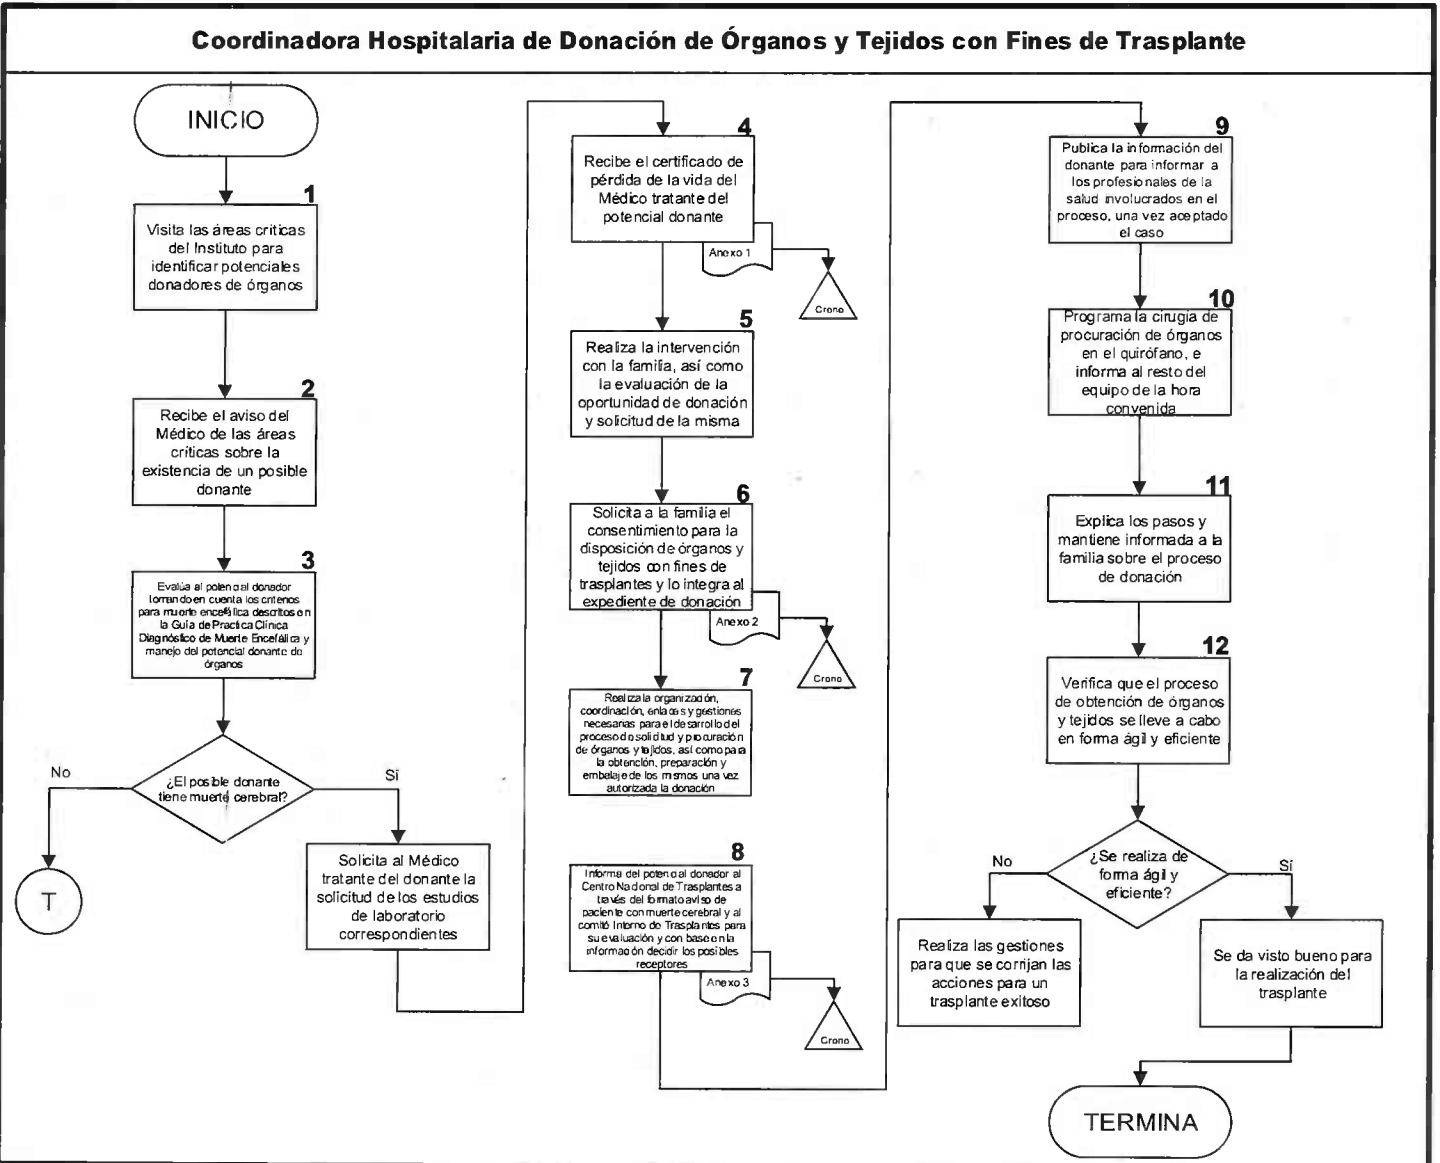 Coordinadora Hospitalaria de Donación de Órganos y Tejidos con Fines de Trasplante
INICIO
1
Visita las áreas críticas
del Instituto para
identificar potenciales
donadores de órganos
2
Recibe el aviso del
Médico de las áreas
críticas sobre la
existencia de un posible
donante
3
Evalúa al potencial donador
tomando en cuenta los criterios
para muerte encefálica descritos en
la Guía de Practica Clínica
Diagnóstico de Muerte Encefálica y
manejo del potencial donante de
órganos
¿El posible donante
tiene muerte cerebral?
No
Sí
T
Solicita al Médico
tratante del donante la
solicitud de los estudios
de laboratorio
correspondientes
4
Recibe el certificado de
pérdida de la vida del
Médico tratante del
potencial donante
Anexo 1
Crono
5
Realiza la intervención
con la familia, así como
la evaluación de la
oportunidad de donación
y solicitud de la misma
6
Solicita a la familia el
consentimiento para la
disposición de órganos y
tejidos con fines de
trasplantes y lo integra al
expediente de donación
Anexo 2
Crono
7
Realiza la organización,
coordinación, enlaces y gestiones
necesarias para el desarrollo del
proceso de solicitud y procuración
de órganos y tejidos, así como para
la obtención, preparación y
embalaje de los mismos una vez
autorizada la donación
8
Informa del potencial donador al
Centro Nacional de Trasplantes a
través del formato aviso de
paciente con muerte cerebral y al
comité Interno de Trasplantes para
su evaluación y con base en la
información decidir los posibles
receptores
Anexo 3
Crono
9
Publica la información del
donante para informar a
los profesionales de la
salud involucrados en el
proceso, una vez aceptado
el caso
10
Programa la cirugía de
procuración de órganos
en el quirófano, e
informa al resto del
equipo de la hora
convenida
11
Explica los pasos y
mantiene informada a la
familia sobre el proceso
de donación
12
Verifica que el proceso
de obtención de órganos
y tejidos se lleve a cabo
en forma ágil y eficiente
¿Se realiza de
forma ágil y
eficiente?
No
Sí
Realiza las gestiones
para que se corrijan las
acciones para un
trasplante exitoso
Se da visto bueno para
la realización del
trasplante
TERMINA